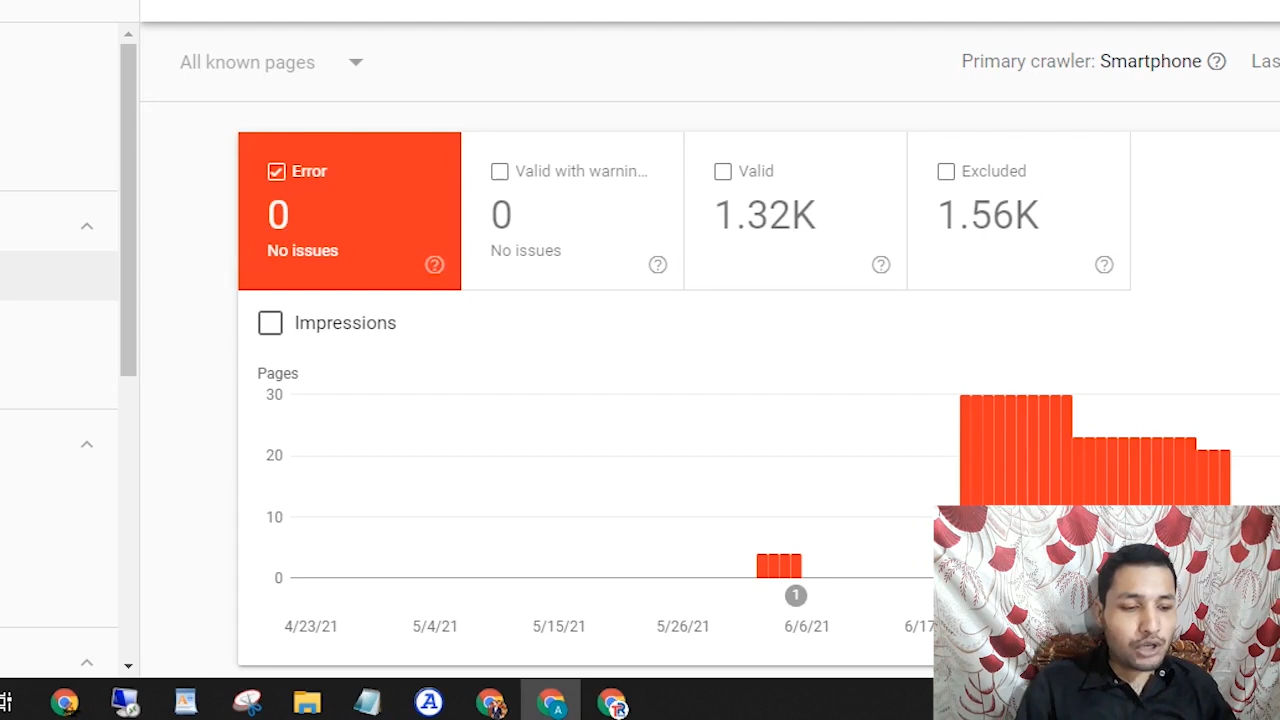 All known pages
Primary crawler: Smartphone
Las
Error
0
No issues
Valid with warnin...
0
No issues
Valid
1.32K
Excluded
1.56K
Impressions
Pages
30
20
10
0
1
4/23/21
5/4/21
5/15/21
5/26/21
6/6/21
6/17